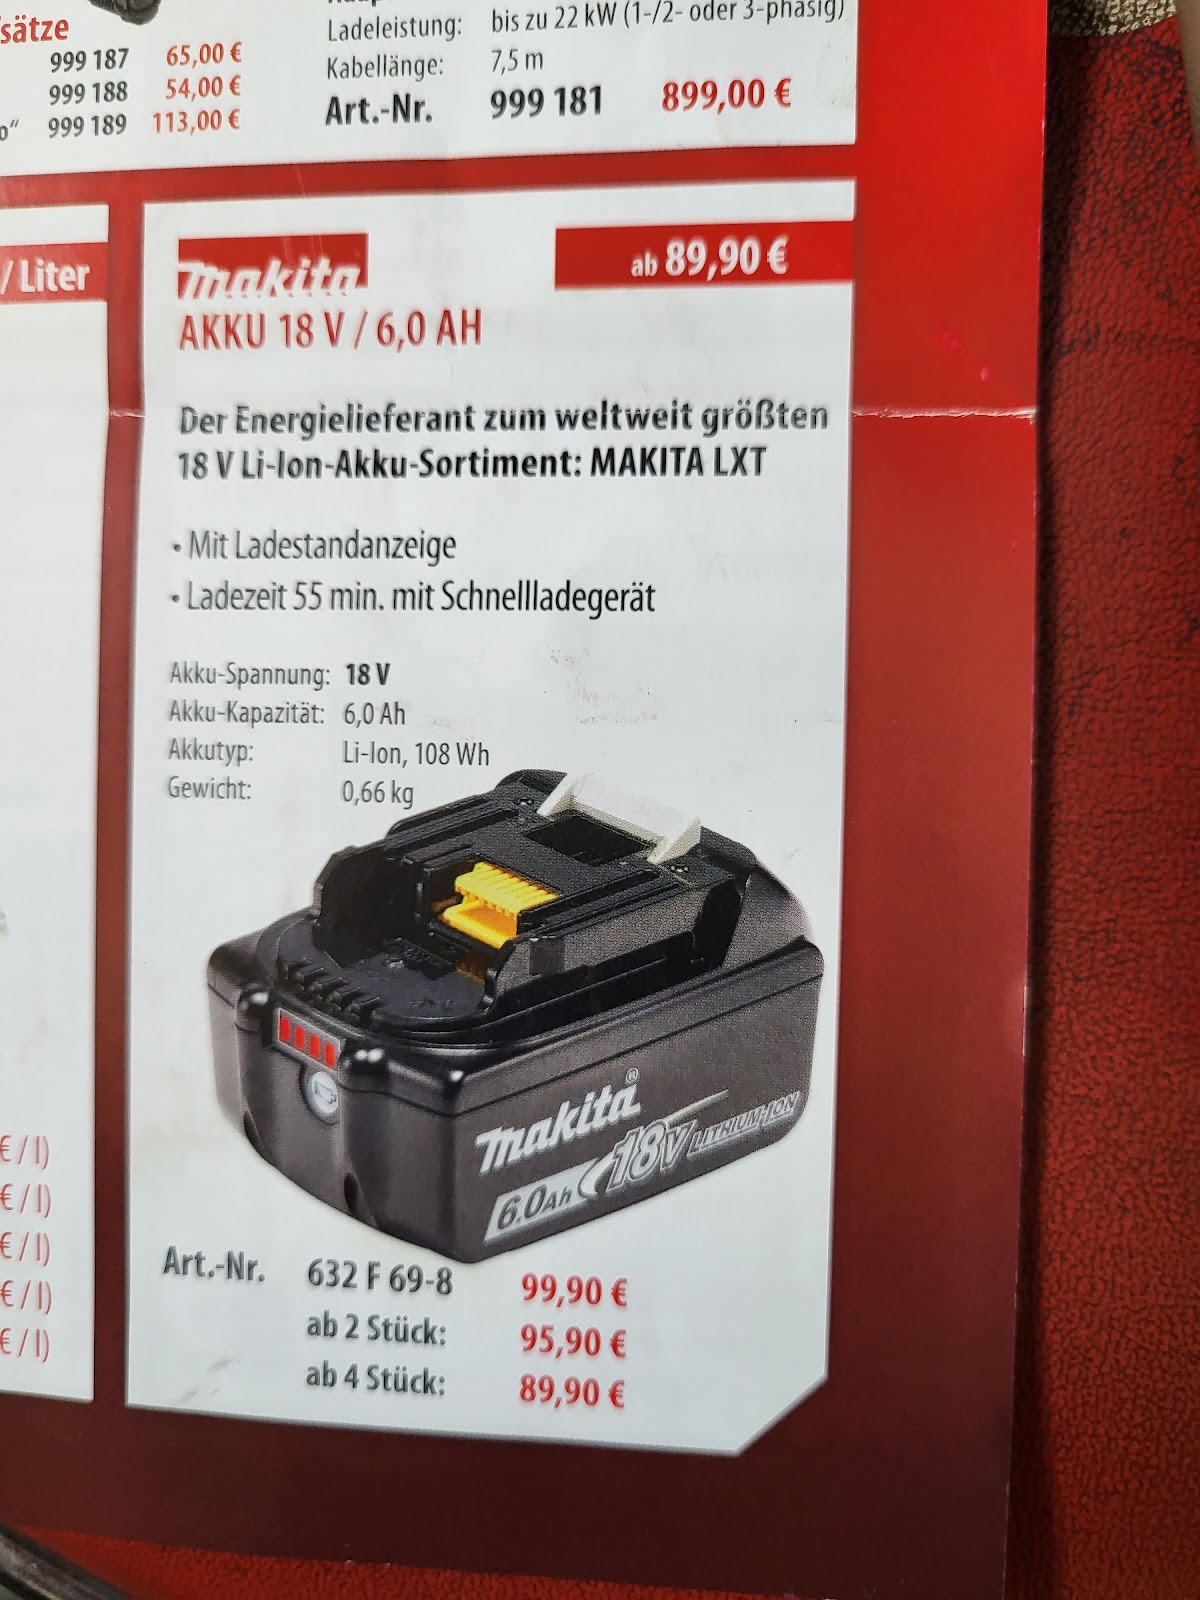 sätze
999 187 65,00 €
999 188 54,00 €
999 189 113,00 €
Ladeleistung: bis zu 22 kW (1-/2- oder 3-phasig)
Kabellänge: 7,5 m
Art.-Nr. 999 181 899,00 €
/ Liter
makita
ab 89,90 €
AKKU 18 V / 6,0 AH
Der Energielieferant zum weltweit größten
18 V Li-Ion-Akku-Sortiment: MAKITA LXT
• Mit Ladestandanzeige
• Ladezeit 55 min. mit Schnellladegerät
Akku-Spannung: 18 V
Akku-Kapazität: 6,0 Ah
Akkutyp: Li-Ion, 108 Wh
Gewicht: 0,66 kg
makita®
18V LITHIUM-ION
6.0Ah
€ / l)
€ / l)
€ / l)
€ / l)
€ / l)
Art.-Nr. 632 F 69-8 99,90 €
ab 2 Stück: 95,90 €
ab 4 Stück: 89,90 €